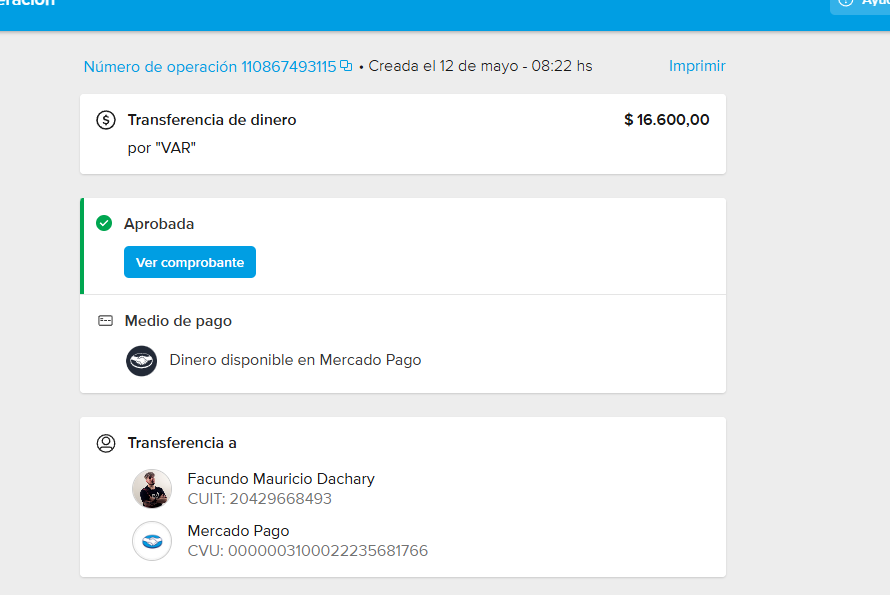 Número de operación 110867493115 • Creada el 12 de mayo - 08:22 hs
Imprimir
Transferencia de dinero
$ 16.600,00
por "VAR"
Aprobada
Ver comprobante
Medio de pago
Dinero disponible en Mercado Pago
Transferencia a
Facundo Mauricio Dachary
CUIT: 20429668493
Mercado Pago
CVU: 0000003100022235681766